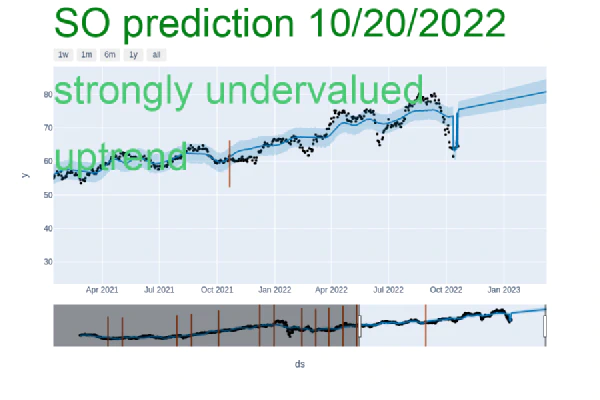 SO prediction 10/20/2022
1w 1m 6m 1y all
strongly undervalued
uptrend
80
70
60
50
40
30
y
Apr 2021 Jul 2021 Oct 2021 Jan 2022 Apr 2022 Jul 2022 Oct 2022 Jan 2023
ds